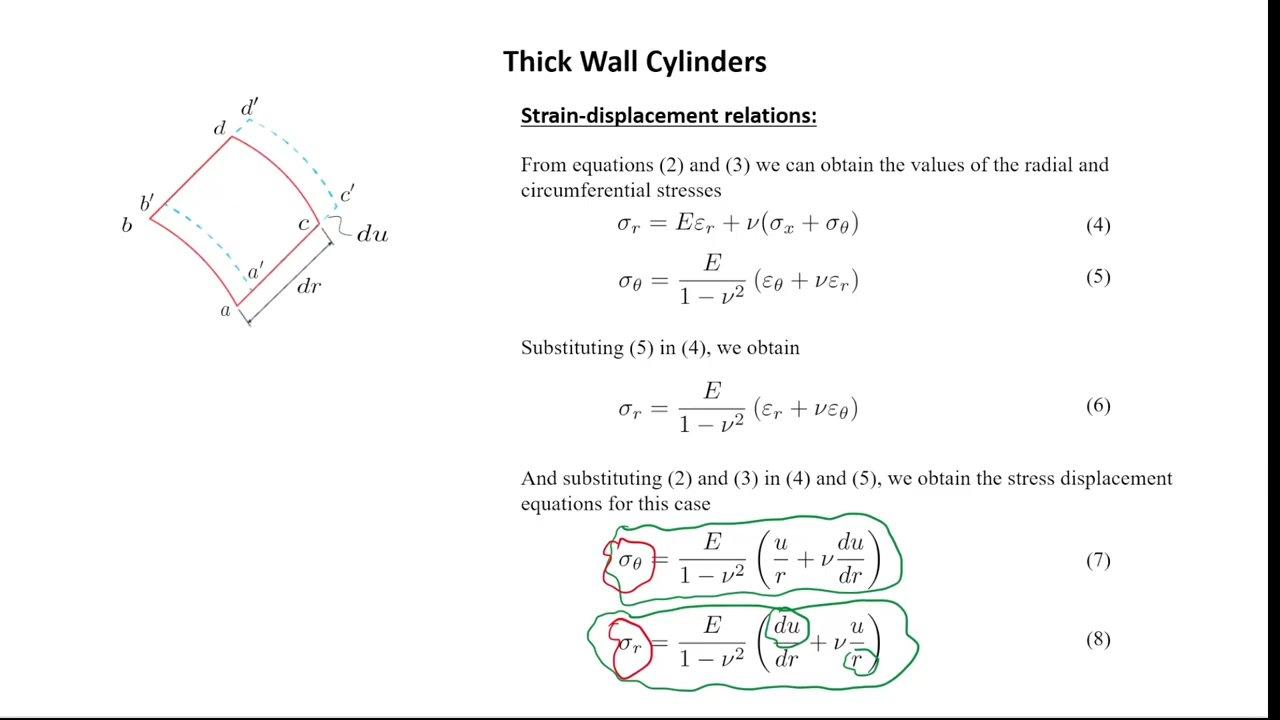 Thick Wall Cylinders
Strain-displacement relations:
From equations (2) and (3) we can obtain the values of the radial and
circumferential stresses
σ_r = Eε_r + ν(σ_x + σ_θ) (4)
σ_θ = E / (1 − ν²) (ε_θ + νε_r) (5)
Substituting (5) in (4), we obtain
σ_r = E / (1 − ν²) (ε_r + νε_θ) (6)
And substituting (2) and (3) in (4) and (5), we obtain the stress displacement
equations for this case
σ_θ = E / (1 − ν²) (u/r + ν du/dr) (7)
σ_r = E / (1 − ν²) (du/dr + ν u/r) (8)
d′
d
b′
b
c′
c
du
a′
dr
a